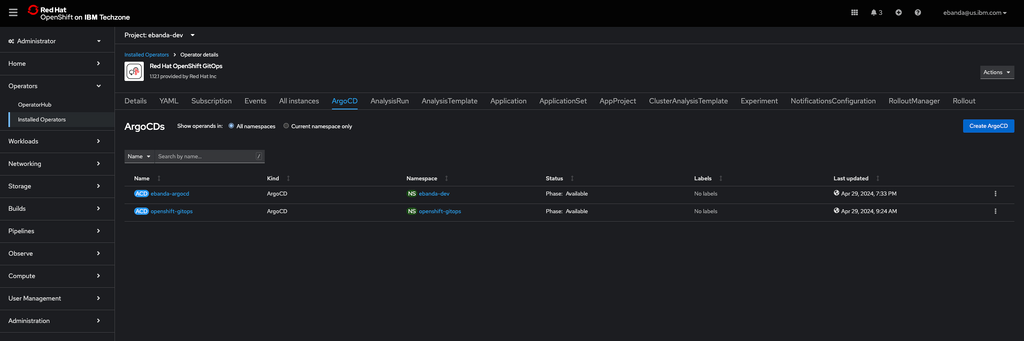 Red Hat
OpenShift on IBM Techzone
3
ebanda@us.ibm.com
Administrator
Home
Operators
OperatorHub
Installed Operators
Workloads
Networking
Storage
Builds
Pipelines
Observe
Compute
User Management
Administration
Project: ebanda-dev
Installed Operators > Operator details
Red Hat OpenShift GitOps
1.12.1 provided by Red Hat Inc
Actions
Details YAML Subscription Events All instances ArgoCD AnalysisRun AnalysisTemplate Application ApplicationSet AppProject ClusterAnalysisTemplate Experiment NotificationsConfiguration RolloutManager Rollout
ArgoCDs Show operands in: All namespaces Current namespace only Create ArgoCD
Name Search by name... /
Name Kind Namespace Status Labels Last updated
ACD ebanda-argocd ArgoCD NS ebanda-dev Phase: Available No labels Apr 29, 2024, 7:33 PM
ACD openshift-gitops ArgoCD NS openshift-gitops Phase: Available No labels Apr 29, 2024, 9:24 AM